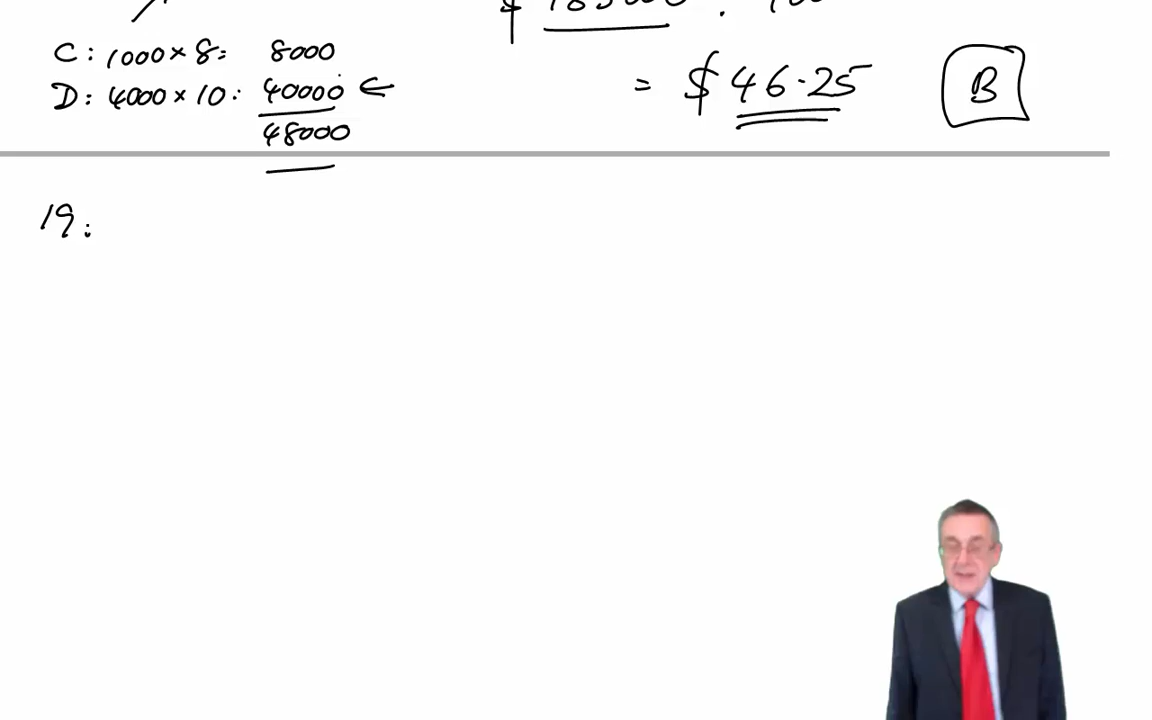 C: 1000 × 8 = 8000
D: 4000 × 10: 40000 ←
48000
= $ 46.25
B
19: